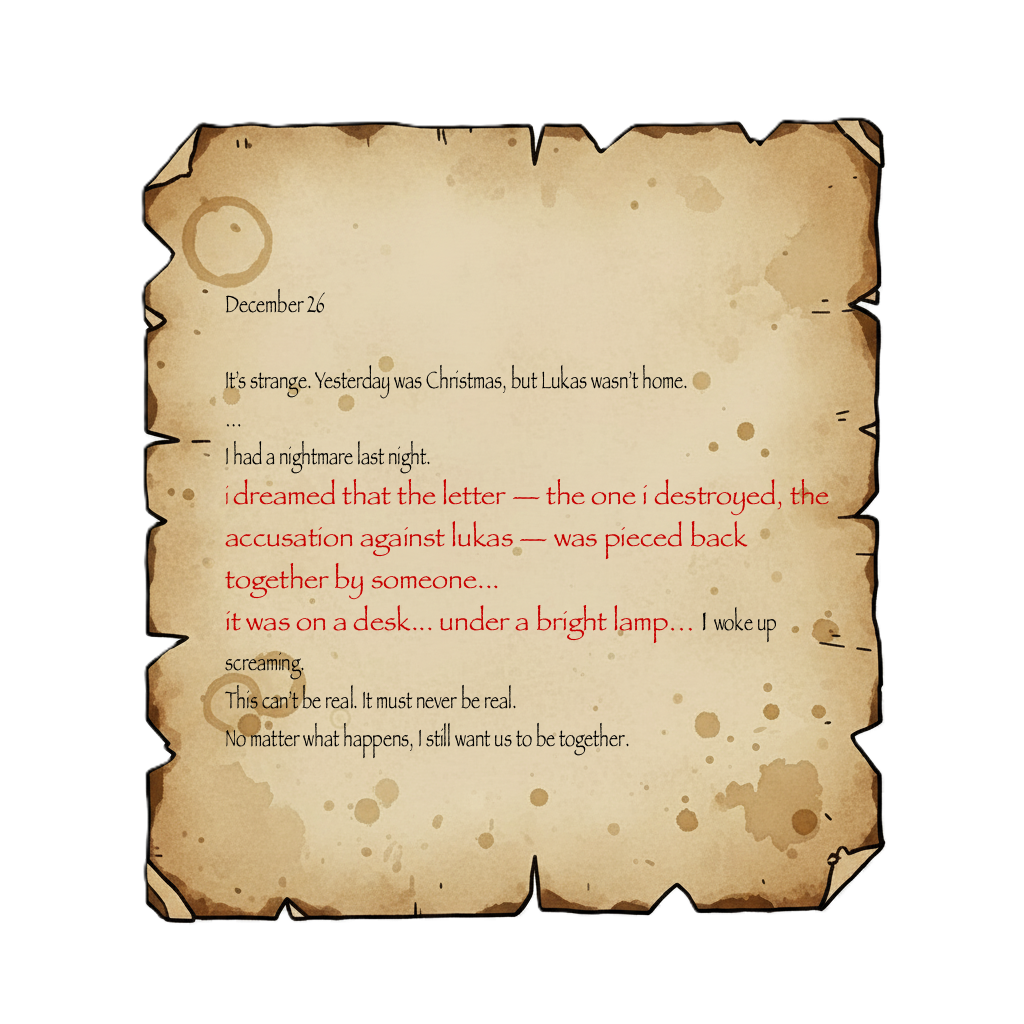 December 26
It's strange. Yesterday was Christmas, but Lukas wasn't home.
...
I had a nightmare last night.
i dreamed that the letter — the one i destroyed, the
accusation against lukas — was pieced back
together by someone...
it was on a desk... under a bright lamp... I woke up
screaming.
This can't be real. It must never be real.
No matter what happens, I still want us to be together.